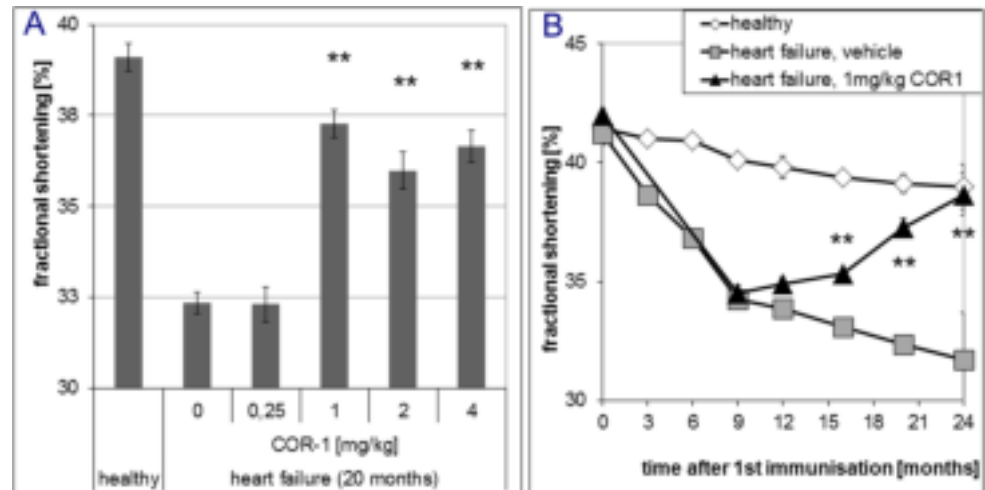 A
40
38
35
33
30
fractional shortening [%]
**
**
**
0
0,25
1
2
4
COR-1 [mg/kg]
healthy
heart failure (20 months)
B
healthy
heart failure, vehicle
heart failure, 1mg/kg COR1
45
40
35
30
fractional shortening [%]
**
**
**
0
3
6
9
12
15
18
21
24
time after 1st immunisation [months]